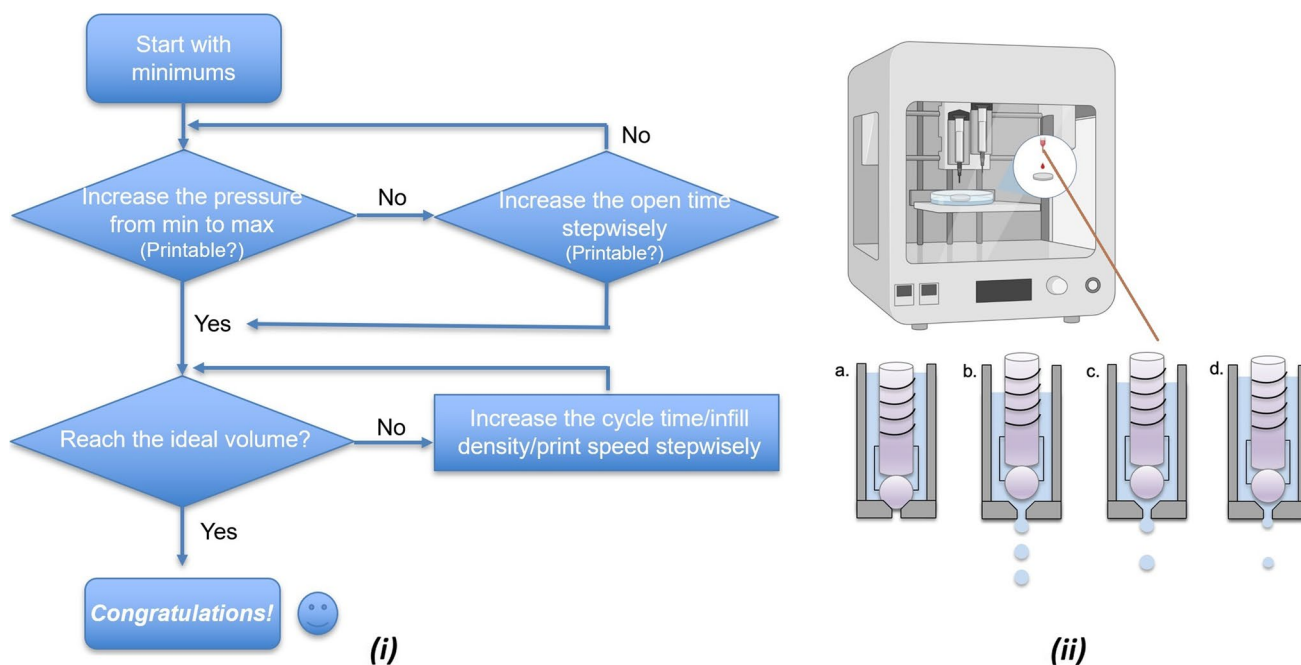 Start with
minimums
No
Increase the pressure
from min to max
(Printable?)
No
Increase the open time
stepwisely
(Printable?)
Yes
Reach the ideal volume?
No
Increase the cycle time/infill
density/print speed stepwisely
Yes
Congratulations!
(i)
a.
b.
c.
d.
(ii)